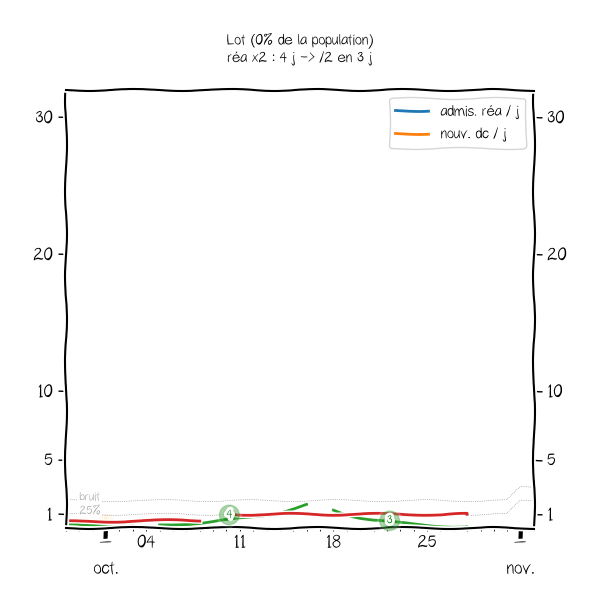 Lot (0% de la population)
réa x2 : 4 j -> /2 en 3 j
admis. réa / j
nouv. dc / j
30
30
20
20
10
10
5
5
bruit
25%
1
1
4
3
04
11
18
25
oct.
nov.